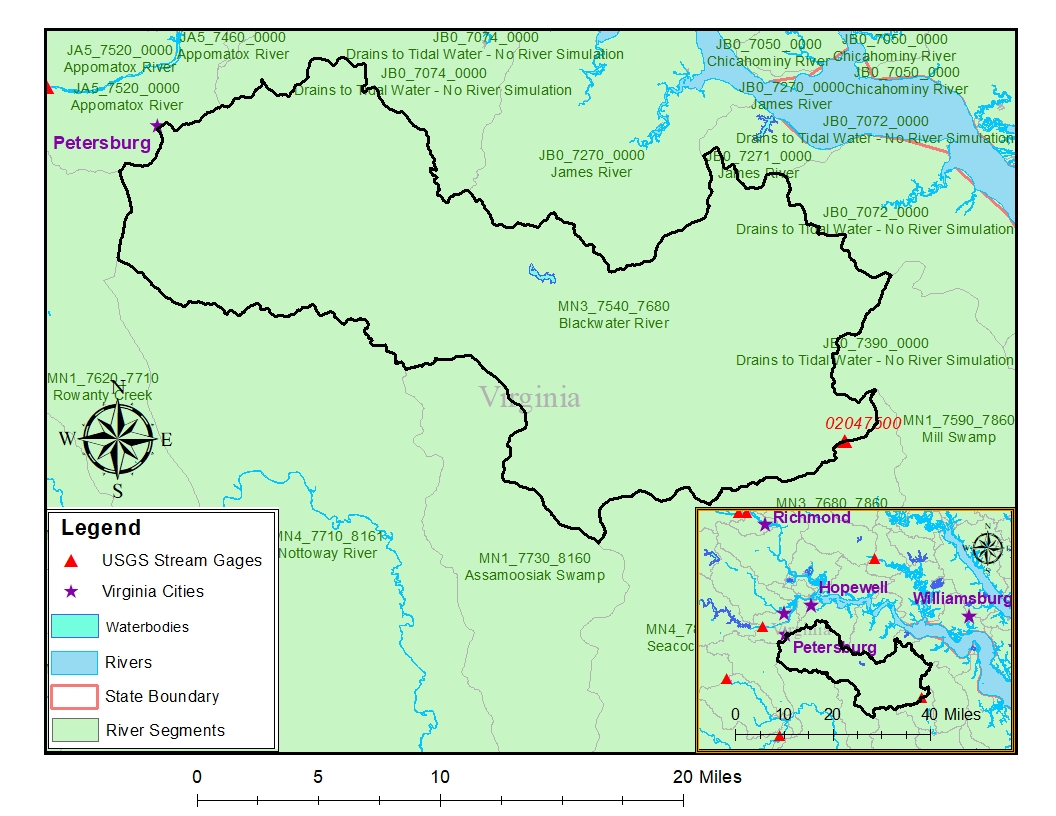 JA5_7460_0000
Appomatox River
JB0_7074_0000
Drains to Tidal Water - No River Simulation
JB0_7050_0000
Chicahominy River
JB0_7050_0000
Chicahominy River
JA5_7520_0000
Appomatox River
JB0_7074_0000
Drains to Tidal Water - No River Simulation
JB0_7050_0000
Chicahominy River
JA5_7520_0000
Appomatox River
JB0_7270_0000
James River
Petersburg
JB0_7072_0000
Drains to Tidal Water - No River Simulation
JB0_7270_0000
James River
JB0_7271_0000
James River
JB0_7072_0000
Drains to Tidal Water - No River Simulation
MN3_7540_7680
Blackwater River
JB0_7390_0000
Drains to Tidal Water - No River Simulation
MN1_7620_7710
Rowanty Creek
Virginia
02047500
MN1_7590_7860
Mill Swamp
N
W
E
S
MN3_7680_7860
MN4_7710_8161
Nottoway River
MN1_7730_8160
Assamoosiak Swamp
MN4_78
Seacoc
Legend
USGS Stream Gages
Virginia Cities
Waterbodies
Rivers
State Boundary
River Segments
Richmond
Hopewell
Williamsburg
Petersburg
0 10 20 40 Miles
0 5 10 20 Miles